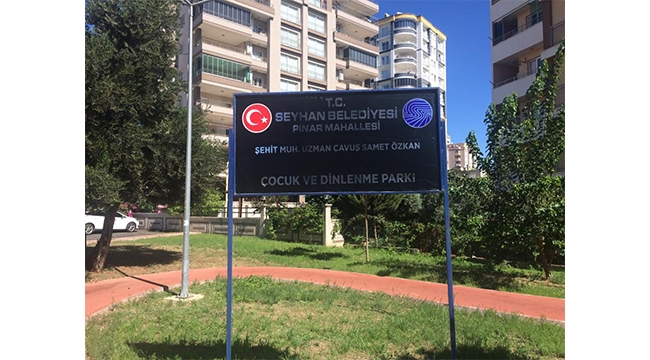 T.C.
SEYHAN BELEDİYESİ
PINAR MAHALLESİ
ŞEHİT MUH. UZMAN ÇAVUŞ SAMET ÖZKAN
ÇOCUK VE DİNLENME PARKI